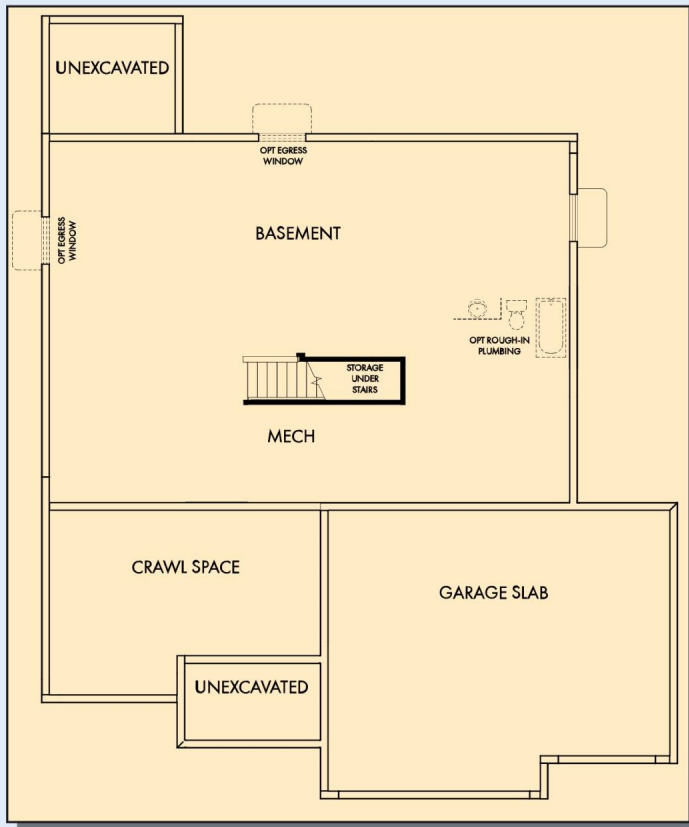 UNEXCAVATED
OPT EGRESS
WINDOW
OPT EGRESS
WINDOW
BASEMENT
OPT ROUGH-IN
PLUMBING
STORAGE
UNDER
STAIRS
MECH
CRAWL SPACE
GARAGE SLAB
UNEXCAVATED